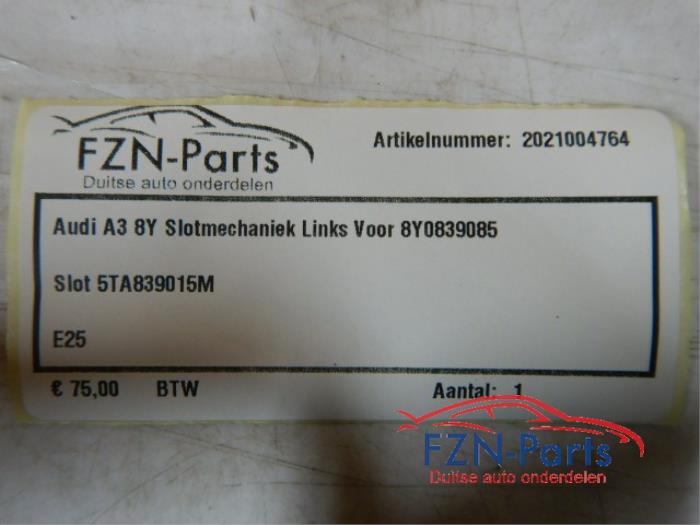 FZN-Parts
Duitse auto onderdelen
Artikelnummer: 2021004764
Audi A3 8Y Slotmechaniek Links Voor 8Y0839085
Slot 5TA839015M
E25
€ 75,00 BTW Aantal: 1
FZN-Parts
Duitse auto onderdelen